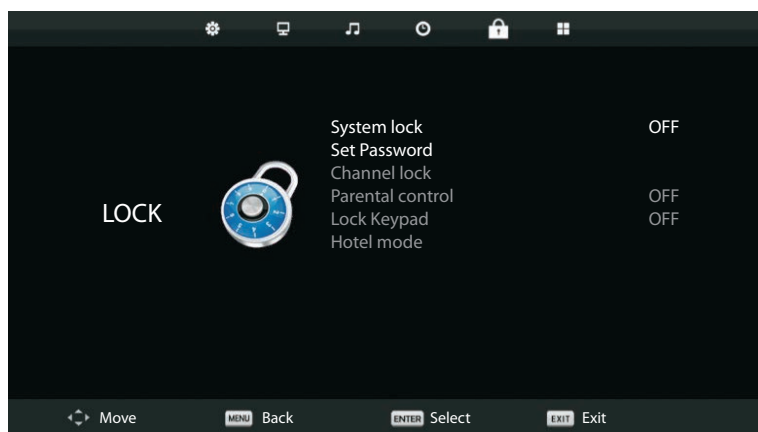 System lock OFF
Set Password
Channel lock
Parental control OFF
LOCK
Lock Keypad OFF
Hotel mode
Move MENU Back ENTER Select EXIT Exit